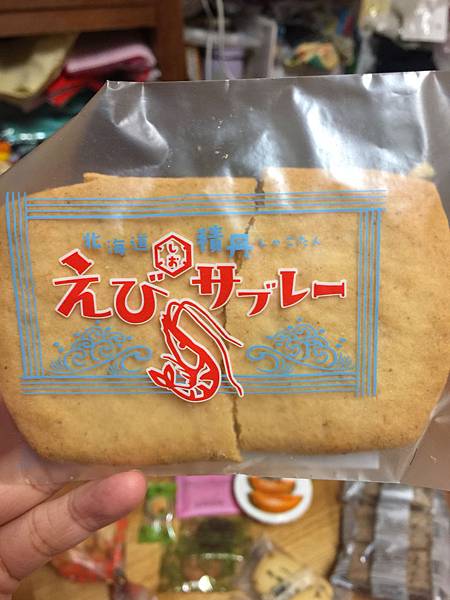 北海道 積丹 しゃこたん
しお
えびサブレー